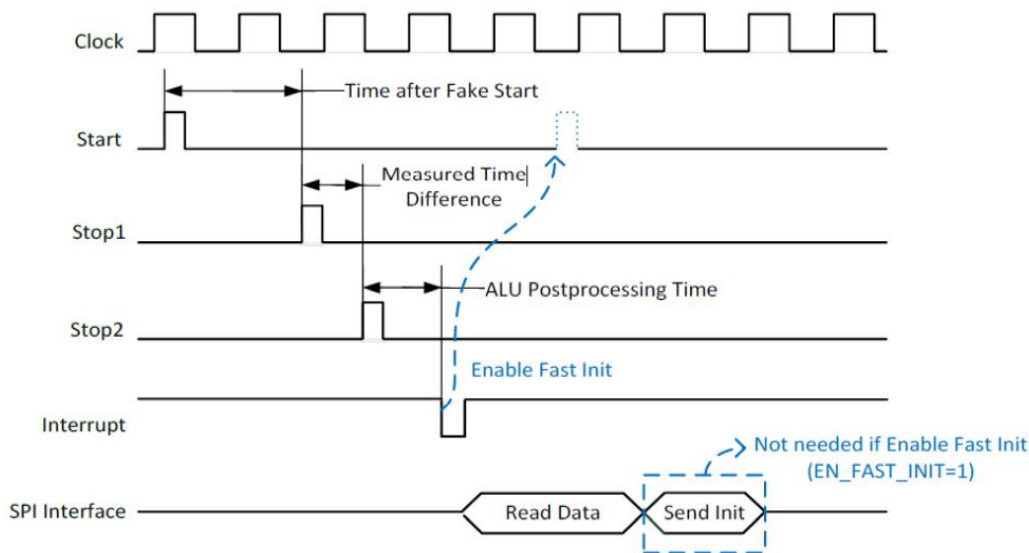 Clock
Time after Fake Start
Start
Measured Time
Difference
Stop1
ALU Postprocessing Time
Stop2
Enable Fast Init
Interrupt
Not needed if Enable Fast Init
(EN_FAST_INIT=1)
SPI Interface
Read Data
Send Init